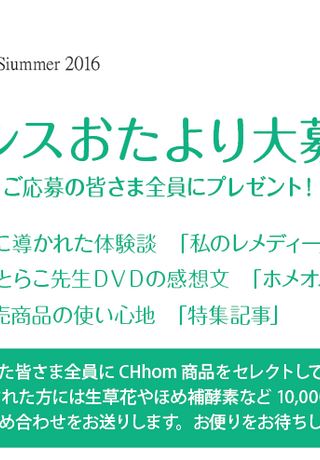 Siummer 2016
ンスおたより大募
ご応募の皆さま全員にプレゼント!
に導かれた体験談 「私のレメディー
とらこ先生DVDの感想文 「ホメオ
売商品の使い心地 「特集記事」
た皆さま全員に CHhom 商品をセレクトして
れた方には生草花やほめ補酵素など 10,000
め合わせをお送りします。お便りをお待ちし